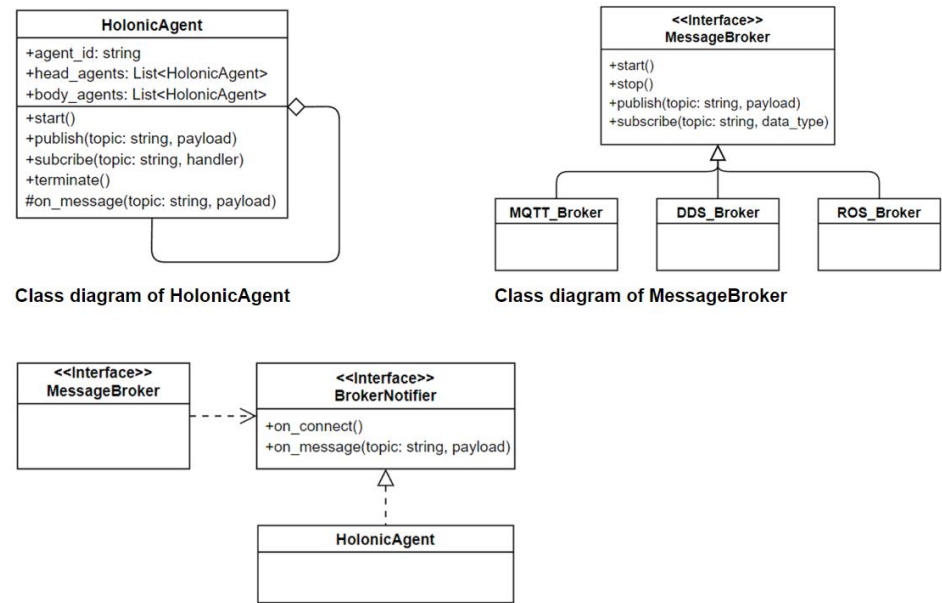 HolonicAgent
+agent_id: string
+head_agents: List<HolonicAgent>
+body_agents: List<HolonicAgent>
+start()
+publish(topic: string, payload)
+subcribe(topic: string, handler)
+terminate()
#on_message(topic: string, payload)
Class diagram of HolonicAgent
<<Interface>>
MessageBroker
+start()
+stop()
+publish(topic: string, payload)
+subscribe(topic: string, data_type)
MQTT_Broker
DDS_Broker
ROS_Broker
Class diagram of MessageBroker
<<Interface>>
MessageBroker
<<Interface>>
BrokerNotifier
+on_connect()
+on_message(topic: string, payload)
HolonicAgent